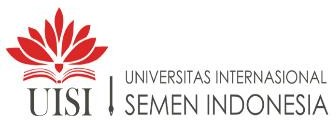 UISI
UNIVERSITAS INTERNASIONAL
SEMEN INDONESIA